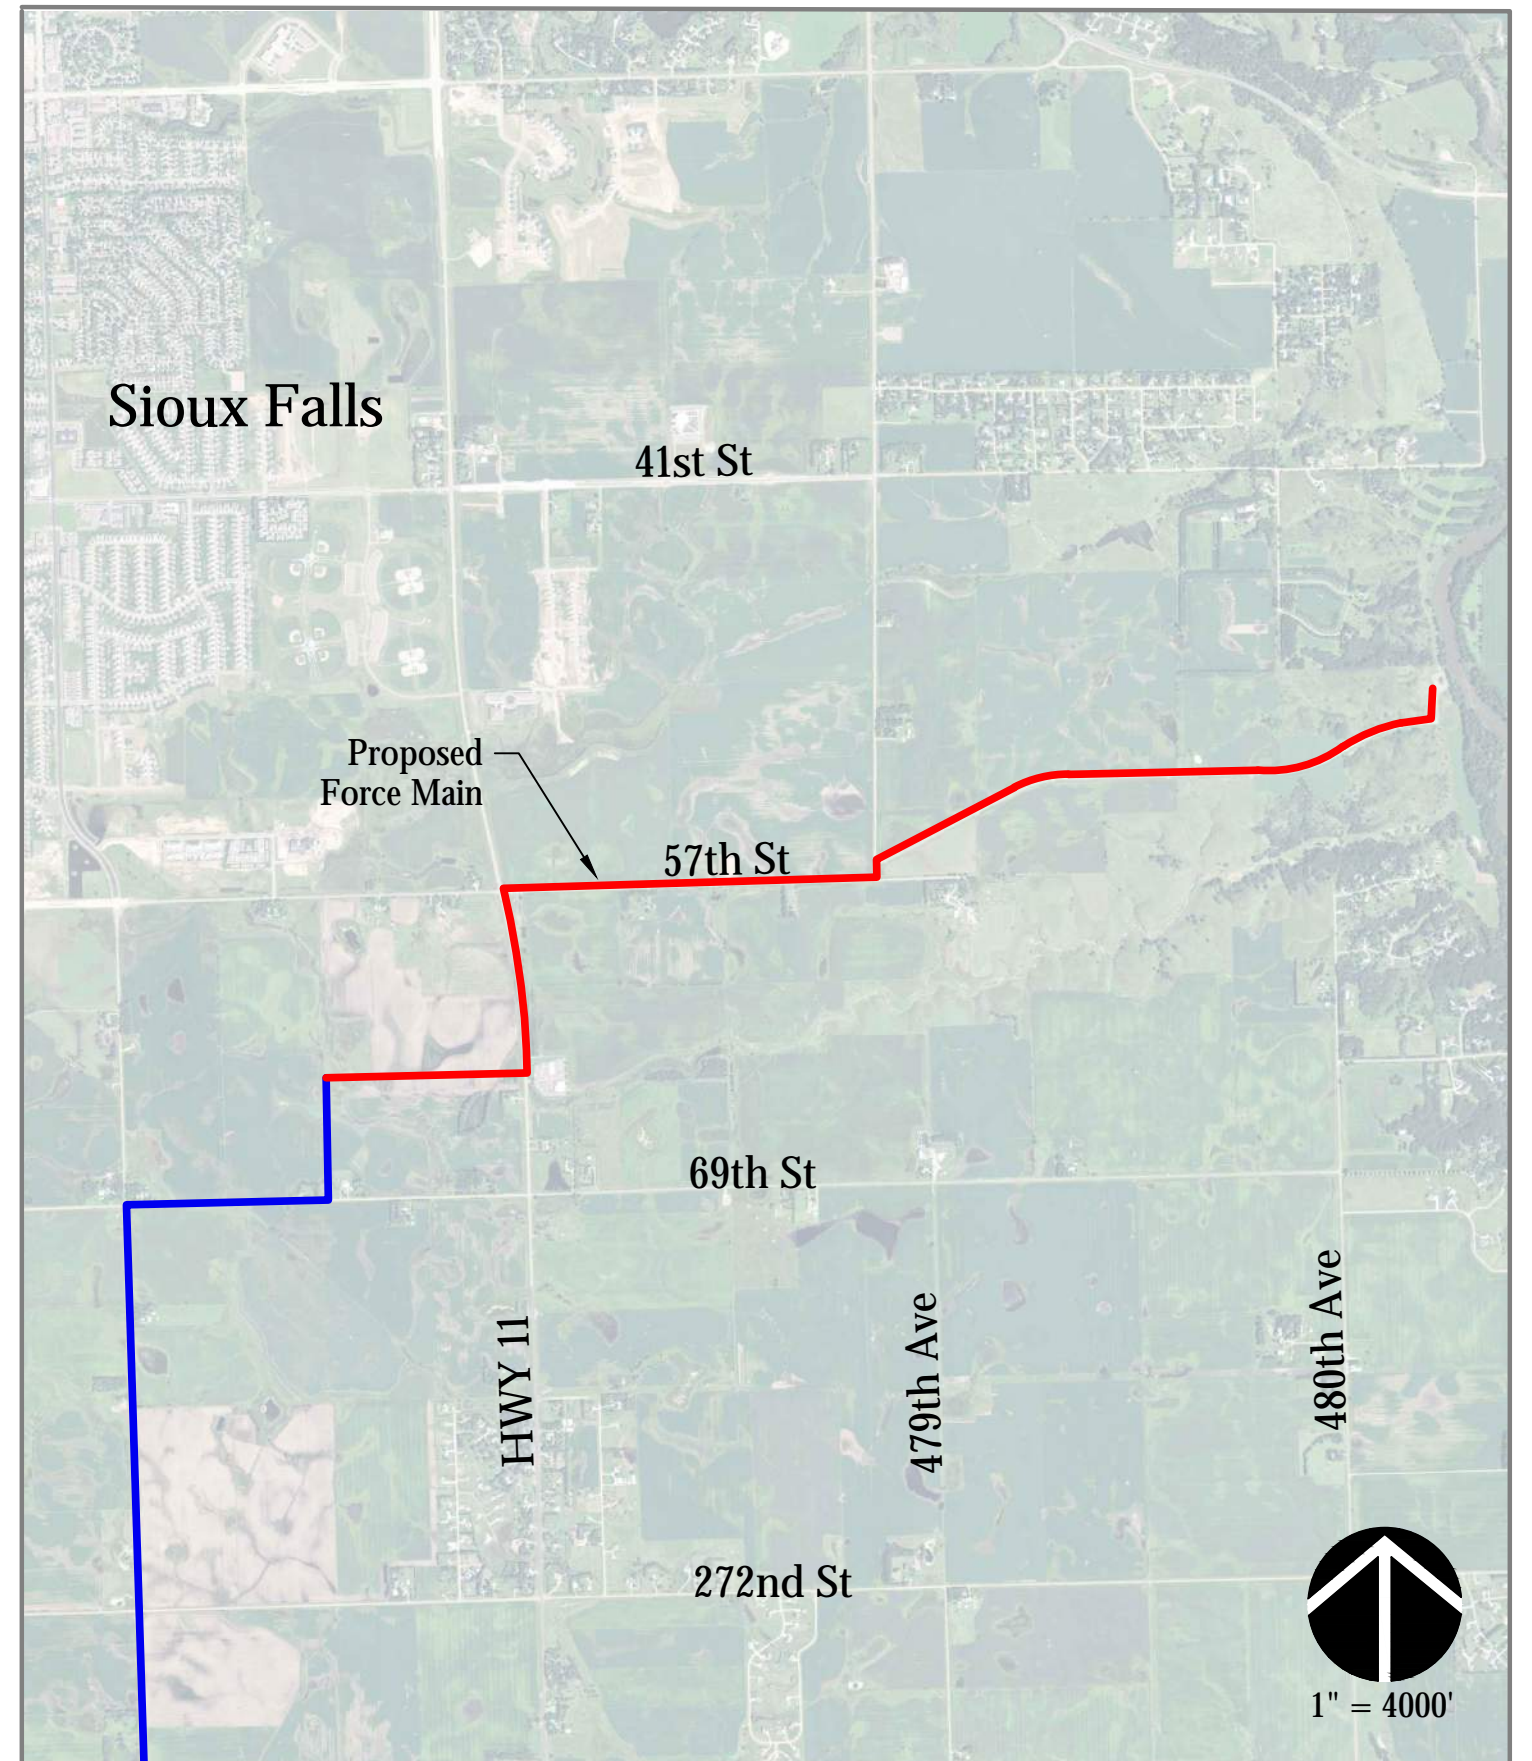 Sioux Falls
41st St
Proposed
Force Main
57th St
69th St
HWY 11
479th Ave
480th Ave
272nd St
1" = 4000'